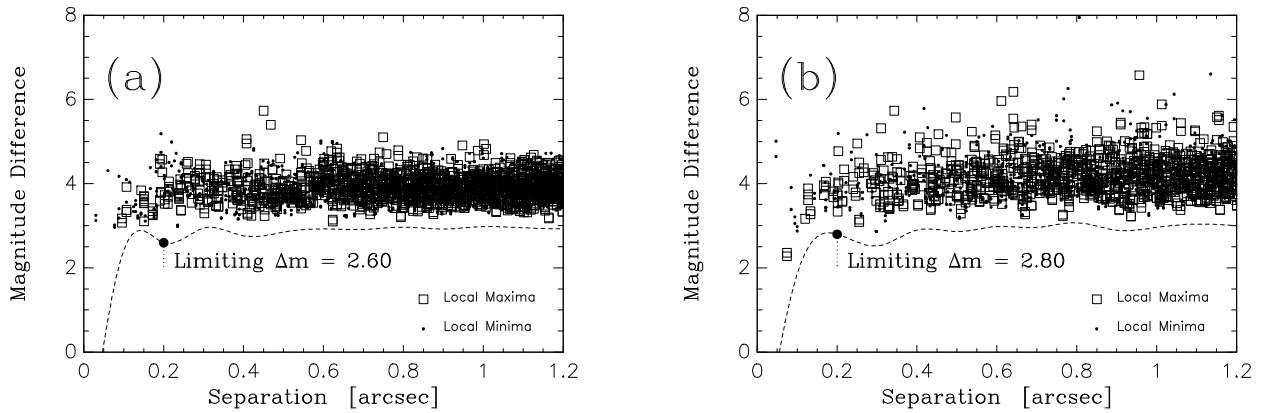 8
6
4
2
0
Magnitude Difference
(a)
Limiting Δm = 2.60
Local Maxima
Local Minima
0 0.2 0.4 0.6 0.8 1 1.2
Separation [arcsec]
8
6
4
2
0
Magnitude Difference
(b)
Limiting Δm = 2.80
Local Maxima
Local Minima
0 0.2 0.4 0.6 0.8 1 1.2
Separation [arcsec]